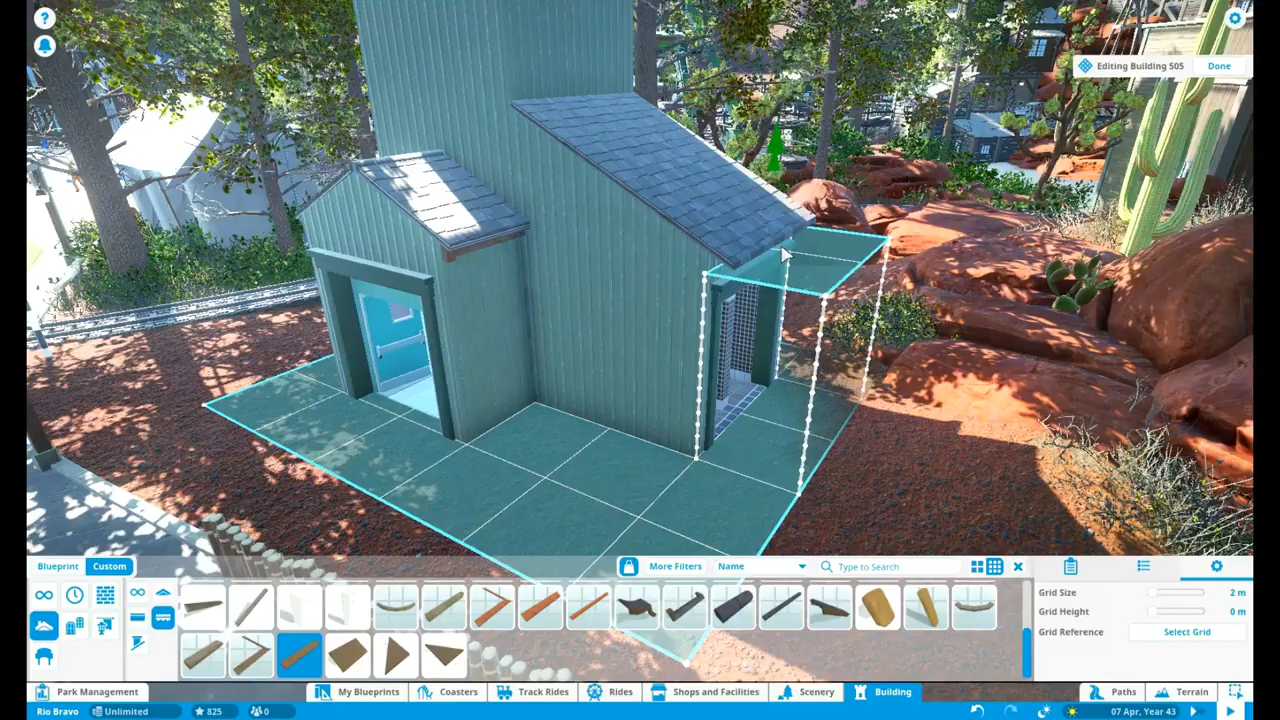 ?
Editing Building 505 Done
Blueprint Custom More Filters Name Type to Search
Grid Size 2 m
Grid Height 0 m
Grid Reference Select Grid
Park Management My Blueprints Coasters Track Rides Rides Shops and Facilities Scenery Building Paths Terrain
Rio Bravo Unlimited 825 0 07 Apr, Year 43